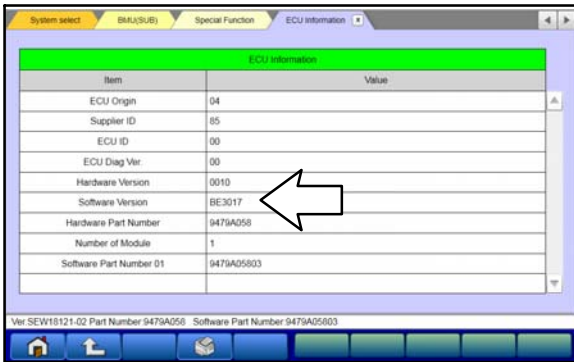 System select BMU(SUB) Special Function ECU Information
ECU Information
Item Value
ECU Origin 04
Supplier ID 85
ECU ID 00
ECU Diag Ver. 00
Hardware Version 0010
Software Version BE3017
Hardware Part Number 9479A058
Number of Module 1
Software Part Number 01 9479A05803
Ver.SEW18121-02 Part Number:9479A058 Software Part Number:9479A05803